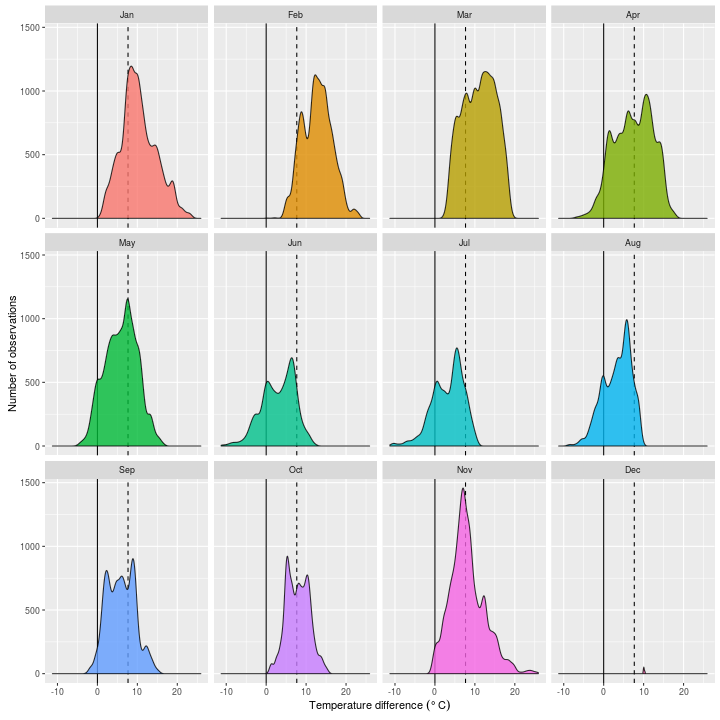 Jan Feb Mar Apr
1500
1000
500
0
May Jun Jul Aug
1500
1000
500
0
Sep Oct Nov Dec
1500
1000
500
0
-10 0 10 20 -10 0 10 20 -10 0 10 20 -10 0 10 20
Temperature difference (° C)
Number of observations